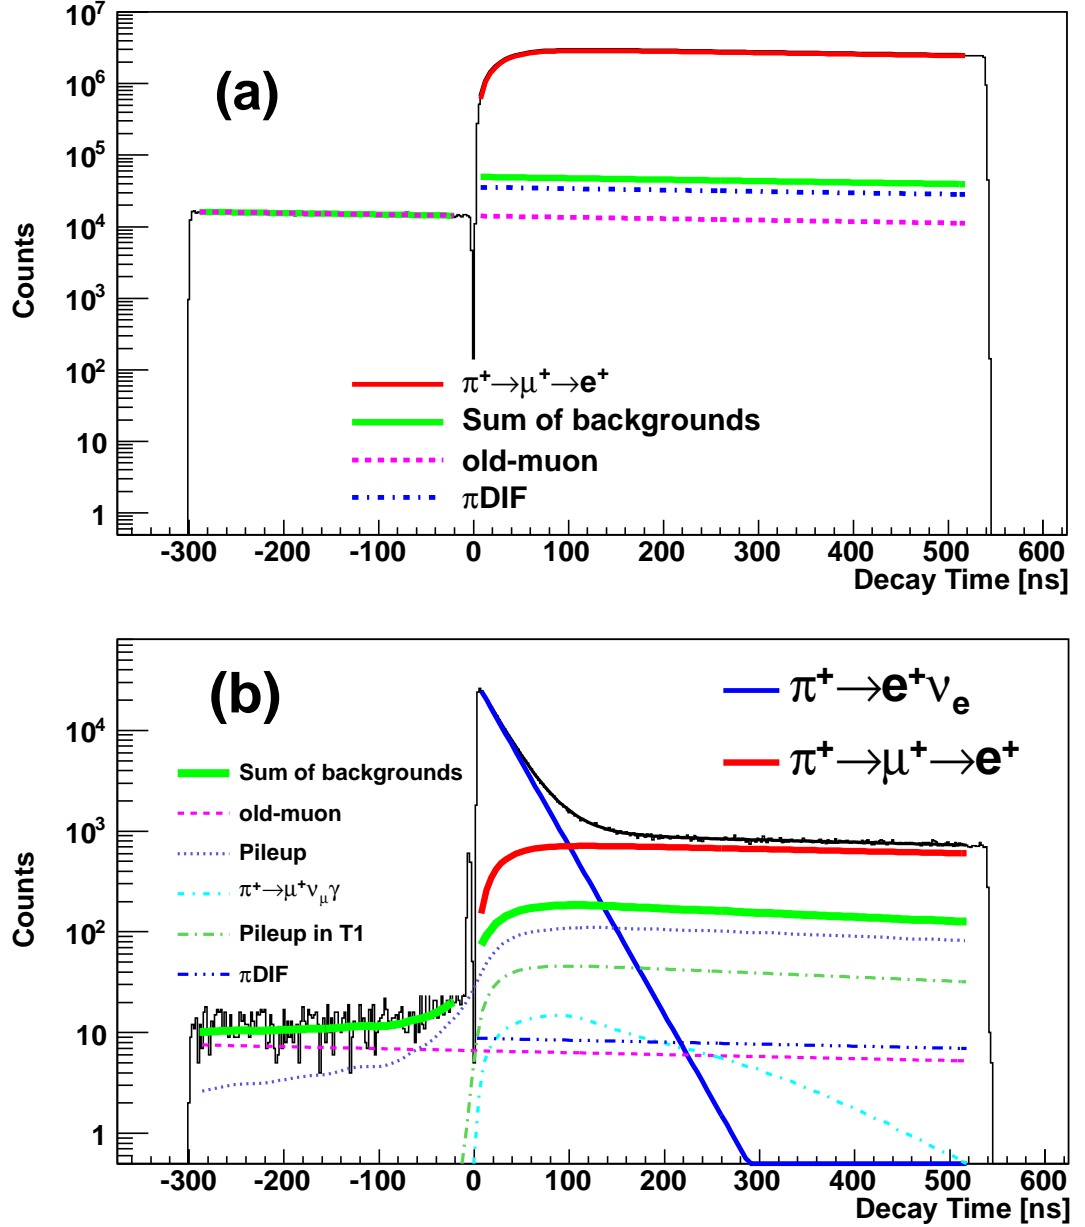 10⁷
(a)
10⁶
10⁵
10⁴
10³
10²
10
1
Counts
π⁺→μ⁺→e⁺
Sum of backgrounds
old-muon
πDIF
-300 -200 -100 0 100 200 300 400 500 600
Decay Time [ns]
(b)
π⁺→e⁺νₑ
π⁺→μ⁺→e⁺
10⁴
10³
10²
10
1
Counts
Sum of backgrounds
old-muon
Pileup
π⁺→μ⁺ν_μγ
Pileup in T1
πDIF
-300 -200 -100 0 100 200 300 400 500 600
Decay Time [ns]